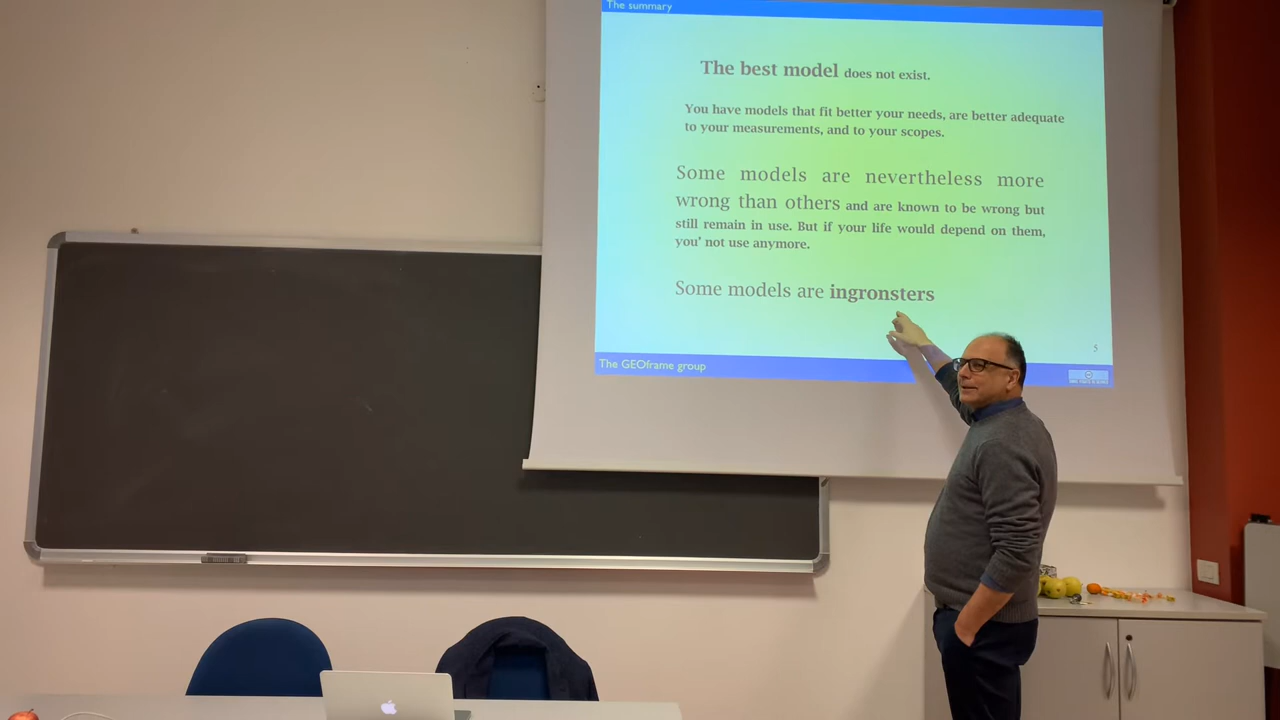 The summary
The best model does not exist.
You have models that fit better your needs, are better adequate
to your measurements, and to your scopes.
Some models are nevertheless more
wrong than others and are known to be wrong but
still remain in use. But if your life would depend on them,
you' not use anymore.
Some models are ingronsters
5
The GEOframe group